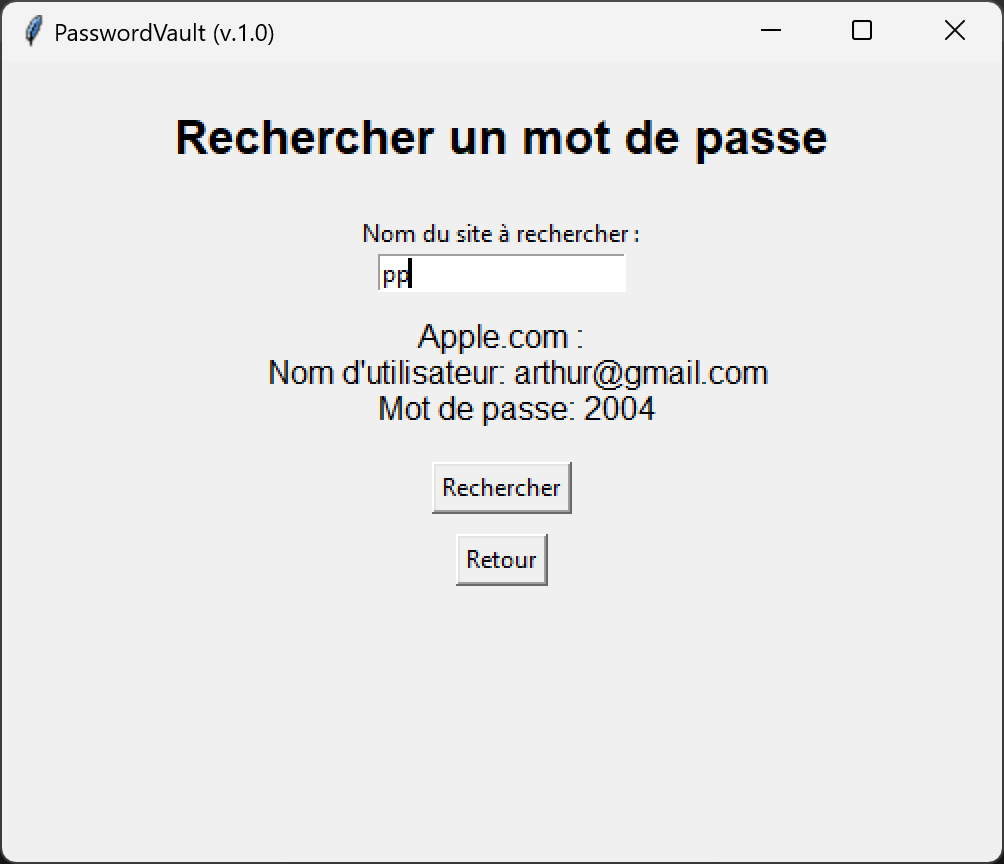 PasswordVault (v.1.0)
Rechercher un mot de passe
Nom du site à rechercher :
pp
Apple.com :
Nom d'utilisateur: arthur@gmail.com
Mot de passe: 2004
Rechercher
Retour